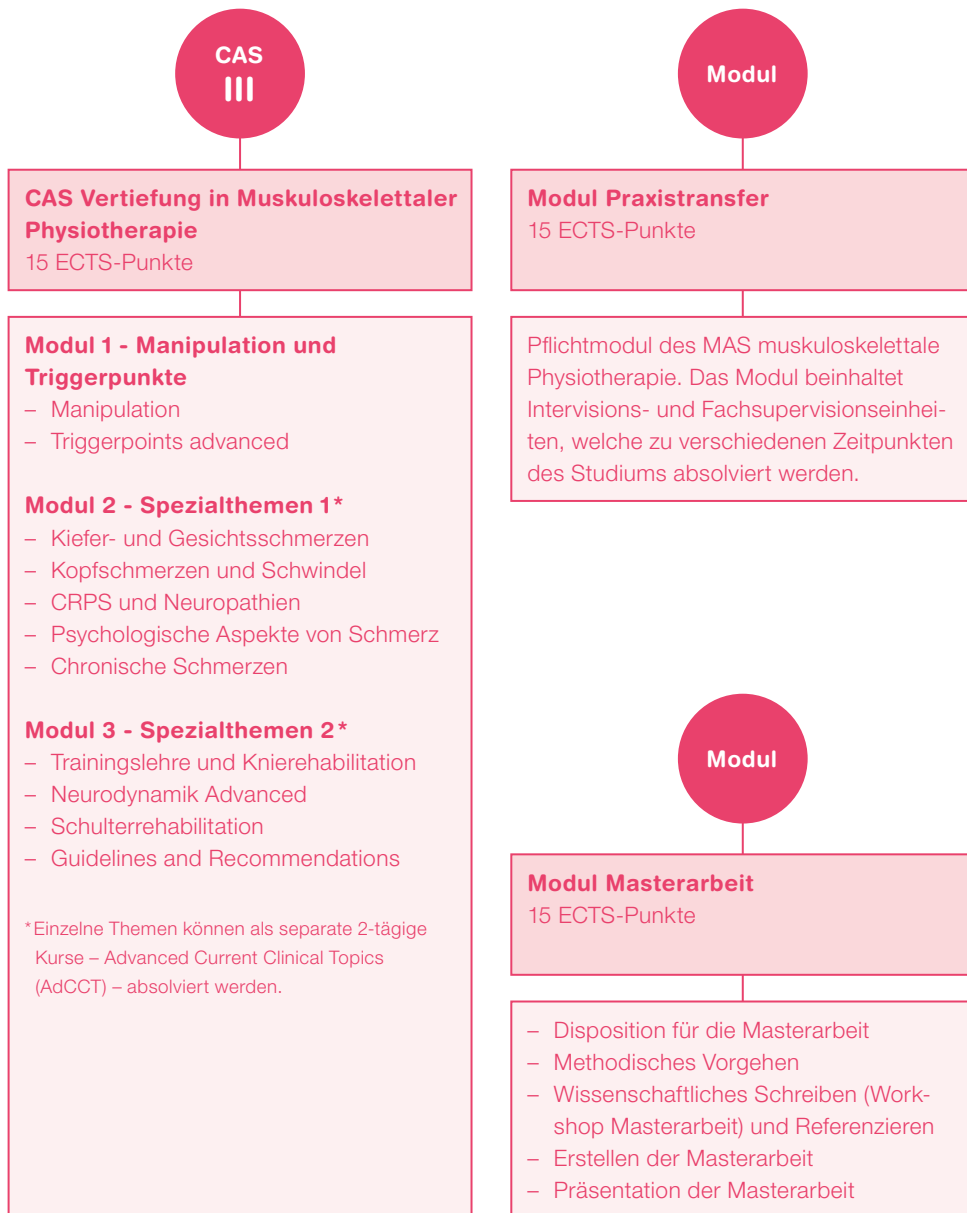 CAS
III
CAS Vertiefung in Muskuloskelettaler
Physiotherapie
15 ECTS-Punkte
Modul 1 - Manipulation und
Triggerpunkte
– Manipulation
– Triggerpoints advanced
Modul 2 - Spezialthemen 1*
– Kiefer- und Gesichtsschmerzen
– Kopfschmerzen und Schwindel
– CRPS und Neuropathien
– Psychologische Aspekte von Schmerz
– Chronische Schmerzen
Modul 3 - Spezialthemen 2*
– Trainingslehre und Knierehabilitation
– Neurodynamik Advanced
– Schulterrehabilitation
– Guidelines and Recommendations
* Einzelne Themen können als separate 2-tägige
Kurse – Advanced Current Clinical Topics
(AdCCT) – absolviert werden.
Modul
Modul Praxistransfer
15 ECTS-Punkte
Pflichtmodul des MAS muskuloskelettale
Physiotherapie. Das Modul beinhaltet
Intervisions- und Fachsupervisionseinhei-
ten, welche zu verschiedenen Zeitpunkten
des Studiums absolviert werden.
Modul
Modul Masterarbeit
15 ECTS-Punkte
– Disposition für die Masterarbeit
– Methodisches Vorgehen
– Wissenschaftliches Schreiben (Work-
shop Masterarbeit) und Referenzieren
– Erstellen der Masterarbeit
– Präsentation der Masterarbeit